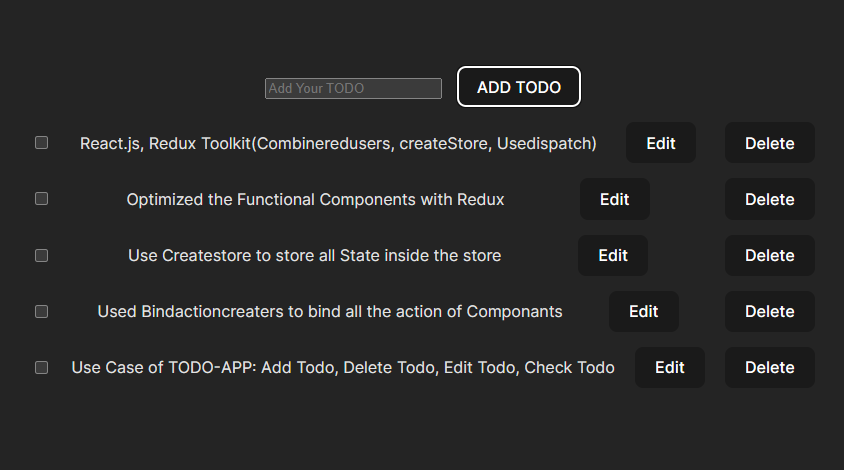 Add Your TODO ADD TODO
React.js, Redux Toolkit(Combineredusers, createStore, Usedispatch) Edit Delete
Optimized the Functional Components with Redux Edit Delete
Use Createstore to store all State inside the store Edit Delete
Used Bindactioncreaters to bind all the action of Componants Edit Delete
Use Case of TODO-APP: Add Todo, Delete Todo, Edit Todo, Check Todo Edit Delete